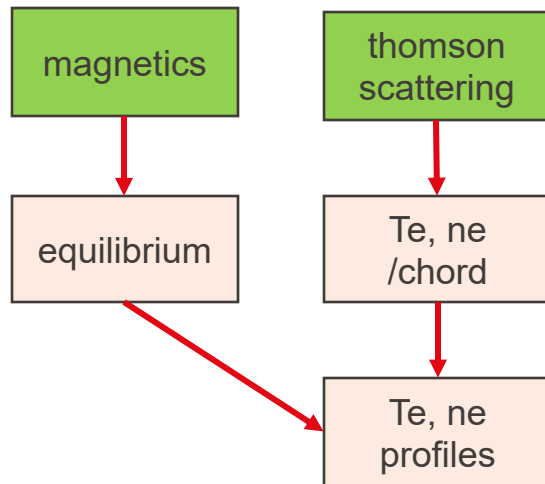 magnetics
thomson
scattering
equilibrium
Te, ne
/chord
Te, ne
profiles